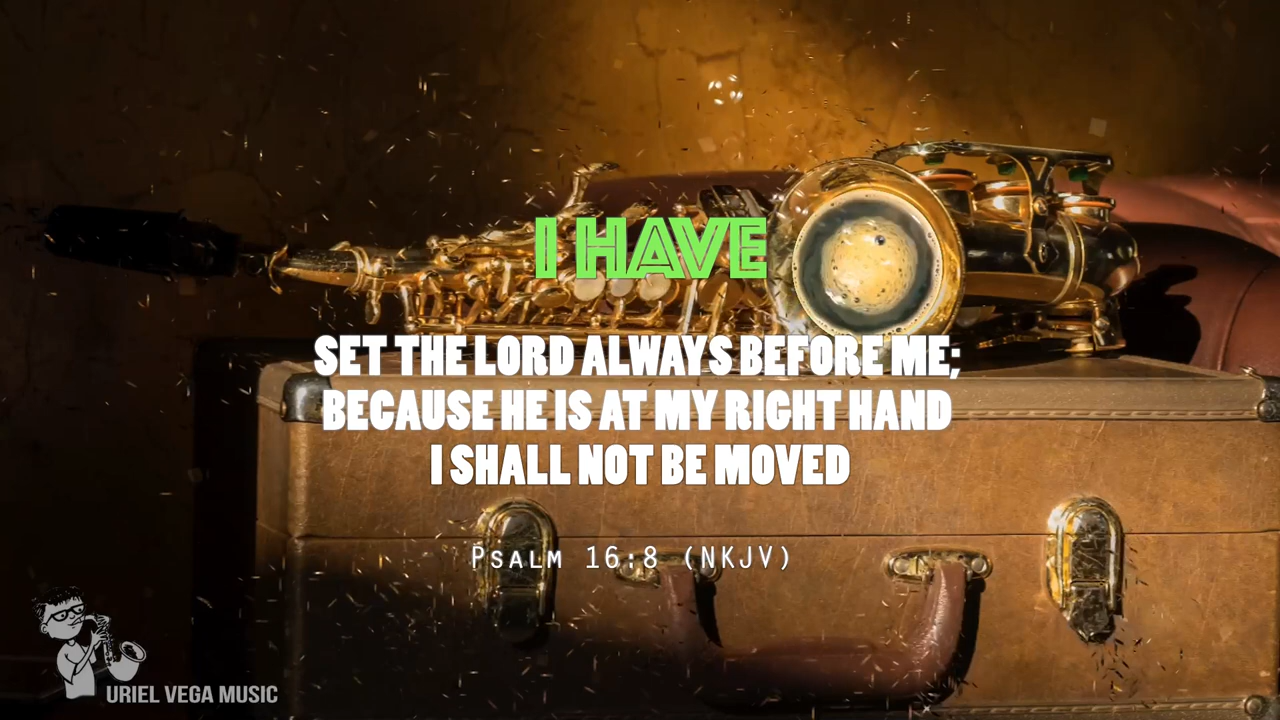 I HAVE
SET THE LORD ALWAYS BEFORE ME;
BECAUSE HE IS AT MY RIGHT HAND
I SHALL NOT BE MOVED
Psalm 16:8 (NKJV)
URIEL VEGA MUSIC